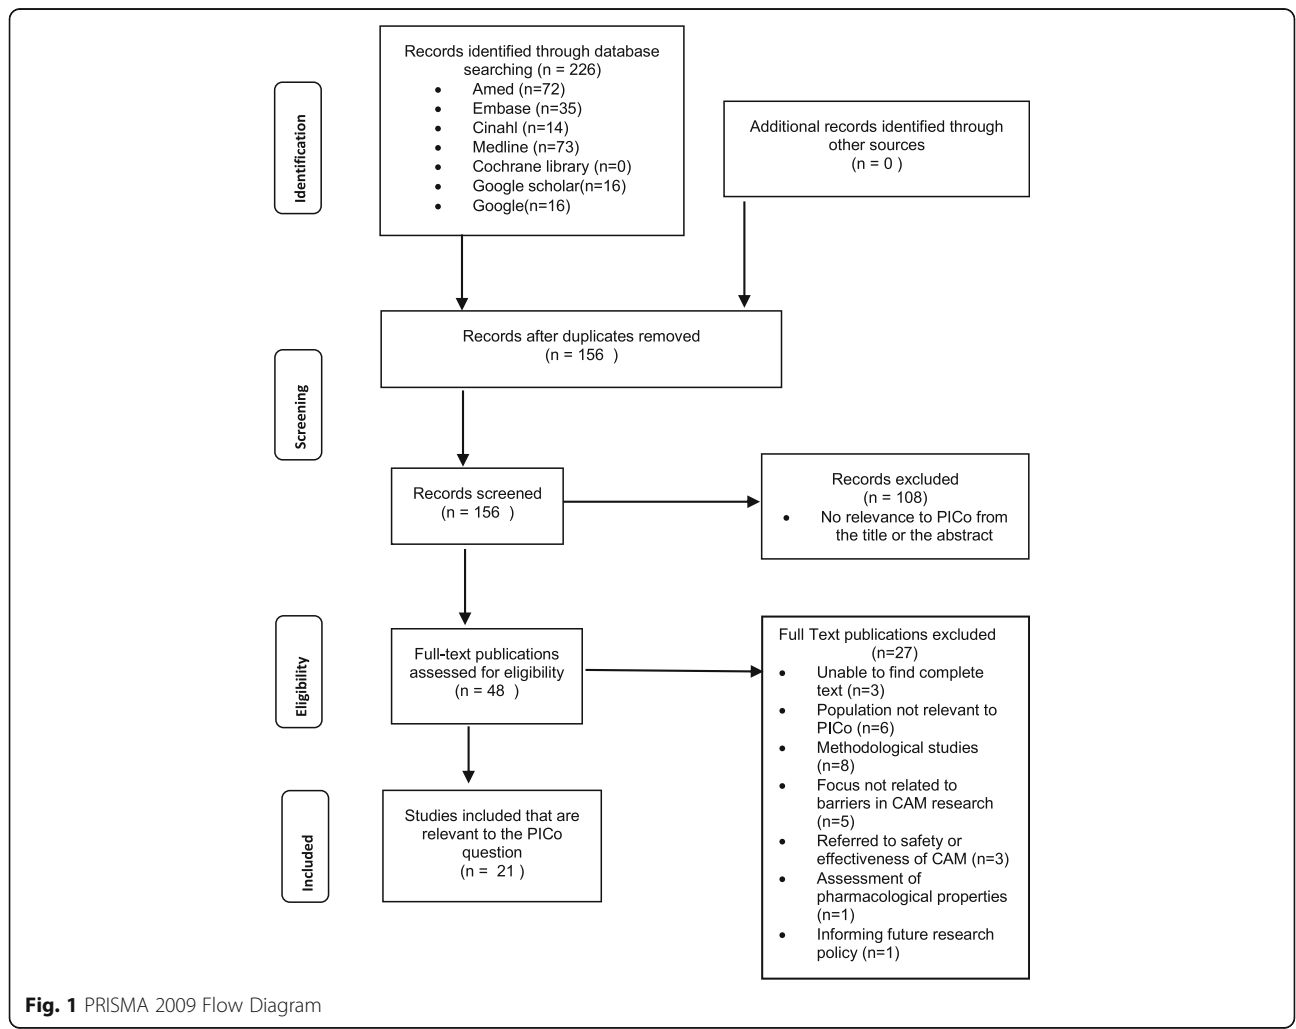 Identification
Records identified through database
searching (n = 226)
• Amed (n=72)
• Embase (n=35)
• Cinahl (n=14)
• Medline (n=73)
• Cochrane library (n=0)
• Google scholar(n=16)
• Google(n=16)
Additional records identified through
other sources
(n = 0 )
Screening
Records after duplicates removed
(n = 156 )
Records screened
(n = 156 )
Records excluded
(n = 108)
• No relevance to PICo from
the title or the abstract
Eligibility
Full-text publications
assessed for eligibility
(n = 48 )
Full Text publications excluded
(n=27)
• Unable to find complete
text (n=3)
• Population not relevant to
PICo (n=6)
• Methodological studies
(n=8)
• Focus not related to
barriers in CAM research
(n=5)
• Referred to safety or
effectiveness of CAM (n=3)
• Assessment of
pharmacological properties
(n=1)
• Informing future research
policy (n=1)
Included
Studies included that are
relevant to the PICo
question
(n = 21 )
Fig. 1 PRISMA 2009 Flow Diagram